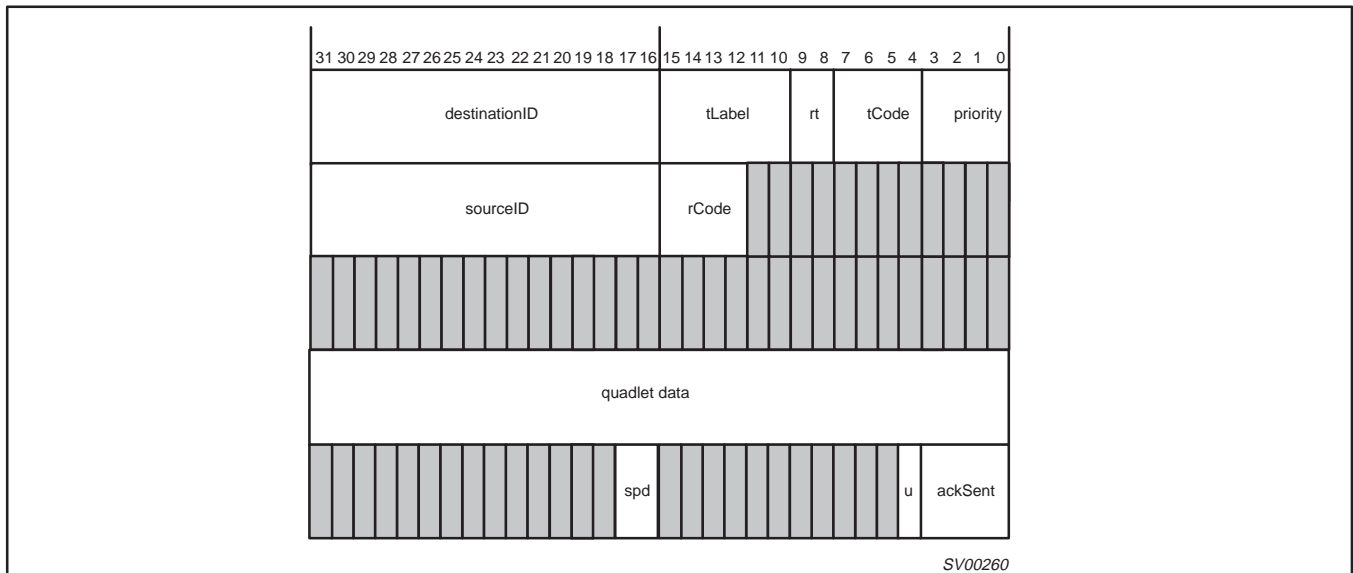 31 30 29 28 27 26 25 24 23 22 21 20 19 18 17 16 15 14 13 12 11 10 9 8 7 6 5 4 3 2 1 0
destinationID tLabel rt tCode priority
sourceID rCode
quadlet data
spd u ackSent
SV00260